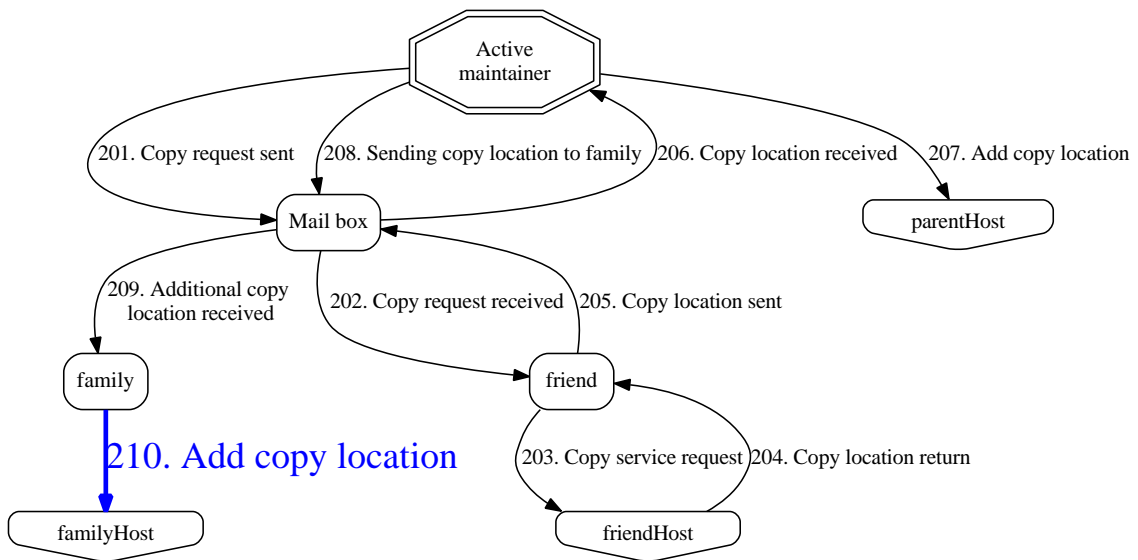 Active
maintainer
201. Copy request sent
208. Sending copy location to family
206. Copy location received
207. Add copy location
Mail box
parentHost
209. Additional copy
location received
202. Copy request received
205. Copy location sent
family
friend
210. Add copy location
203. Copy service request
204. Copy location return
familyHost
friendHost